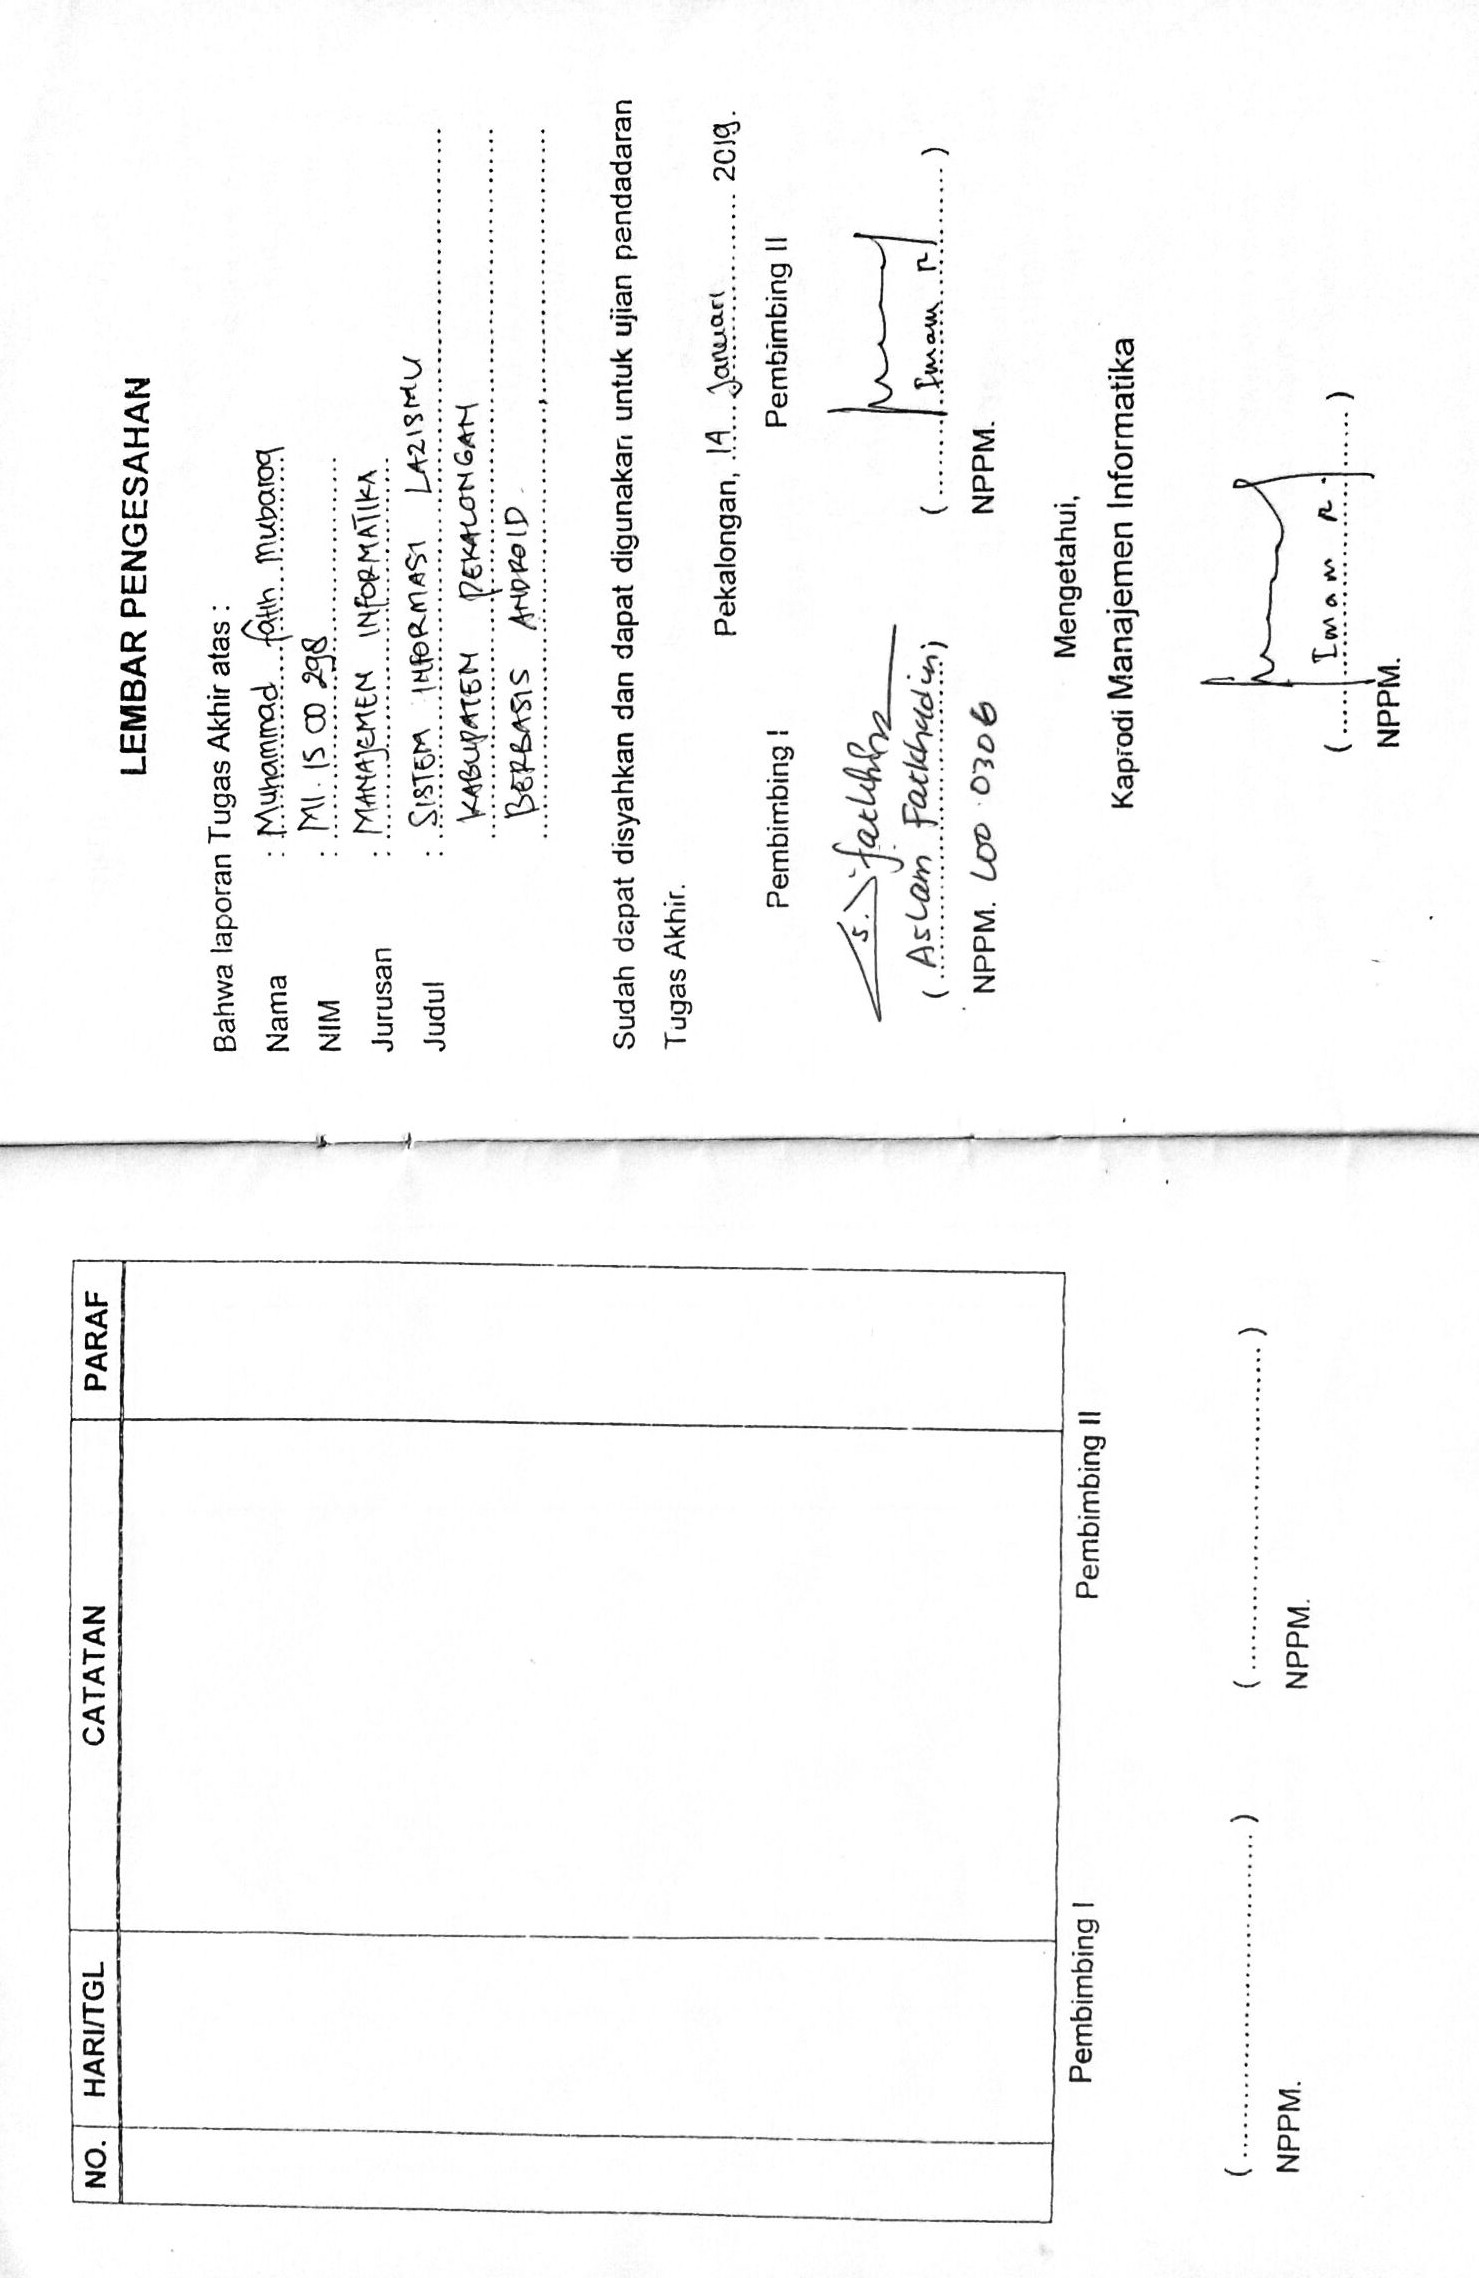 NO. HARI/TGL CATATAN PARAF
Pembimbing I Pembimbing II
(........................................) (........................................)
NPPM. NPPM.
LEMBAR PENGESAHAN
Bahwa laporan Tugas Akhir atas :
Nama : Muhammad fatih Mubaroq
NIM : MI. 15 00 298
Jurusan : MANAJEMEN INFORMATIKA
Judul : SISTEM INFORMASI LAZISMU
KABUPATEN PEKALONGAN
BERBASIS ANDROID.
Sudah dapat disyahkan dan dapat digunakan untuk ujian pendadaran
Tugas Akhir.
Pekalongan, 14 Januari 2019.
Pembimbing I Pembimbing II
( Aslam Fatkhudin ) (........Imam R........)
NPPM. L00.0306 NPPM.
Mengetahui,
Kaprodi Manajemen Informatika
(........Imam R.......)
NPPM.